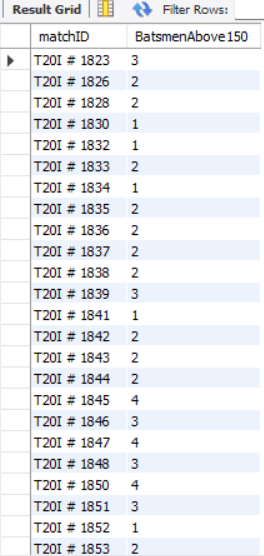 Result Grid Filter Rows:
matchID BatsmenAbove150
T20I # 1823 3
T20I # 1826 2
T20I # 1828 2
T20I # 1830 1
T20I # 1832 1
T20I # 1833 2
T20I # 1834 1
T20I # 1835 2
T20I # 1836 2
T20I # 1837 2
T20I # 1838 2
T20I # 1839 3
T20I # 1841 1
T20I # 1842 2
T20I # 1843 2
T20I # 1844 2
T20I # 1845 4
T20I # 1846 3
T20I # 1847 4
T20I # 1848 3
T20I # 1850 4
T20I # 1851 3
T20I # 1852 1
T20I # 1853 2